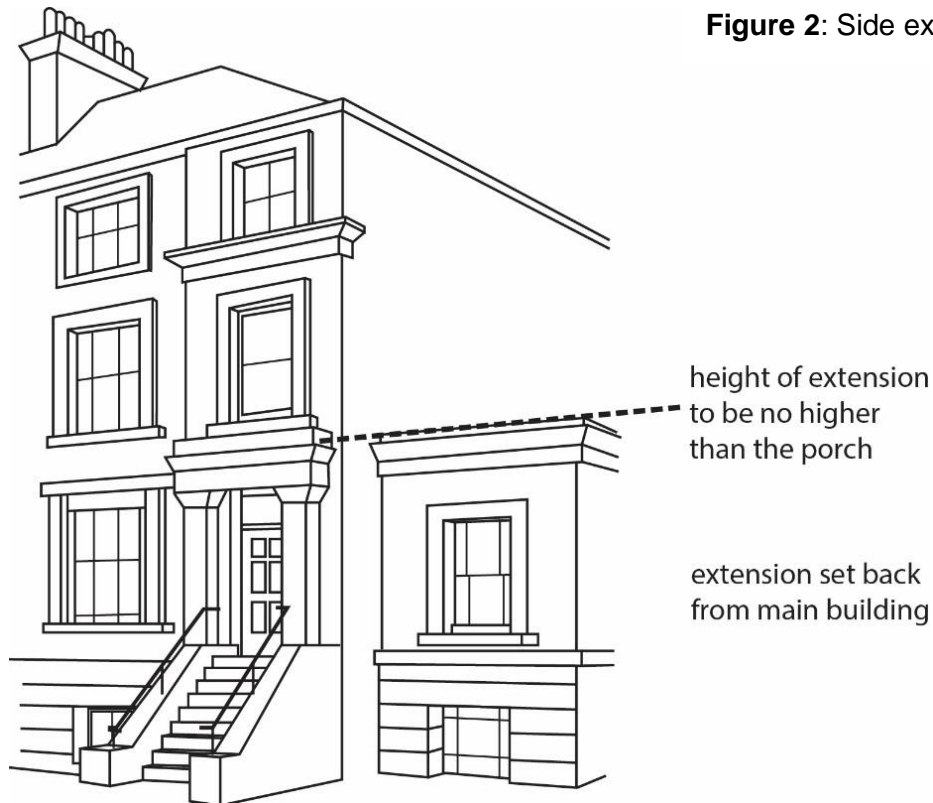 Figure 2: Side ex
height of extension
to be no higher
than the porch
extension set back
from main building